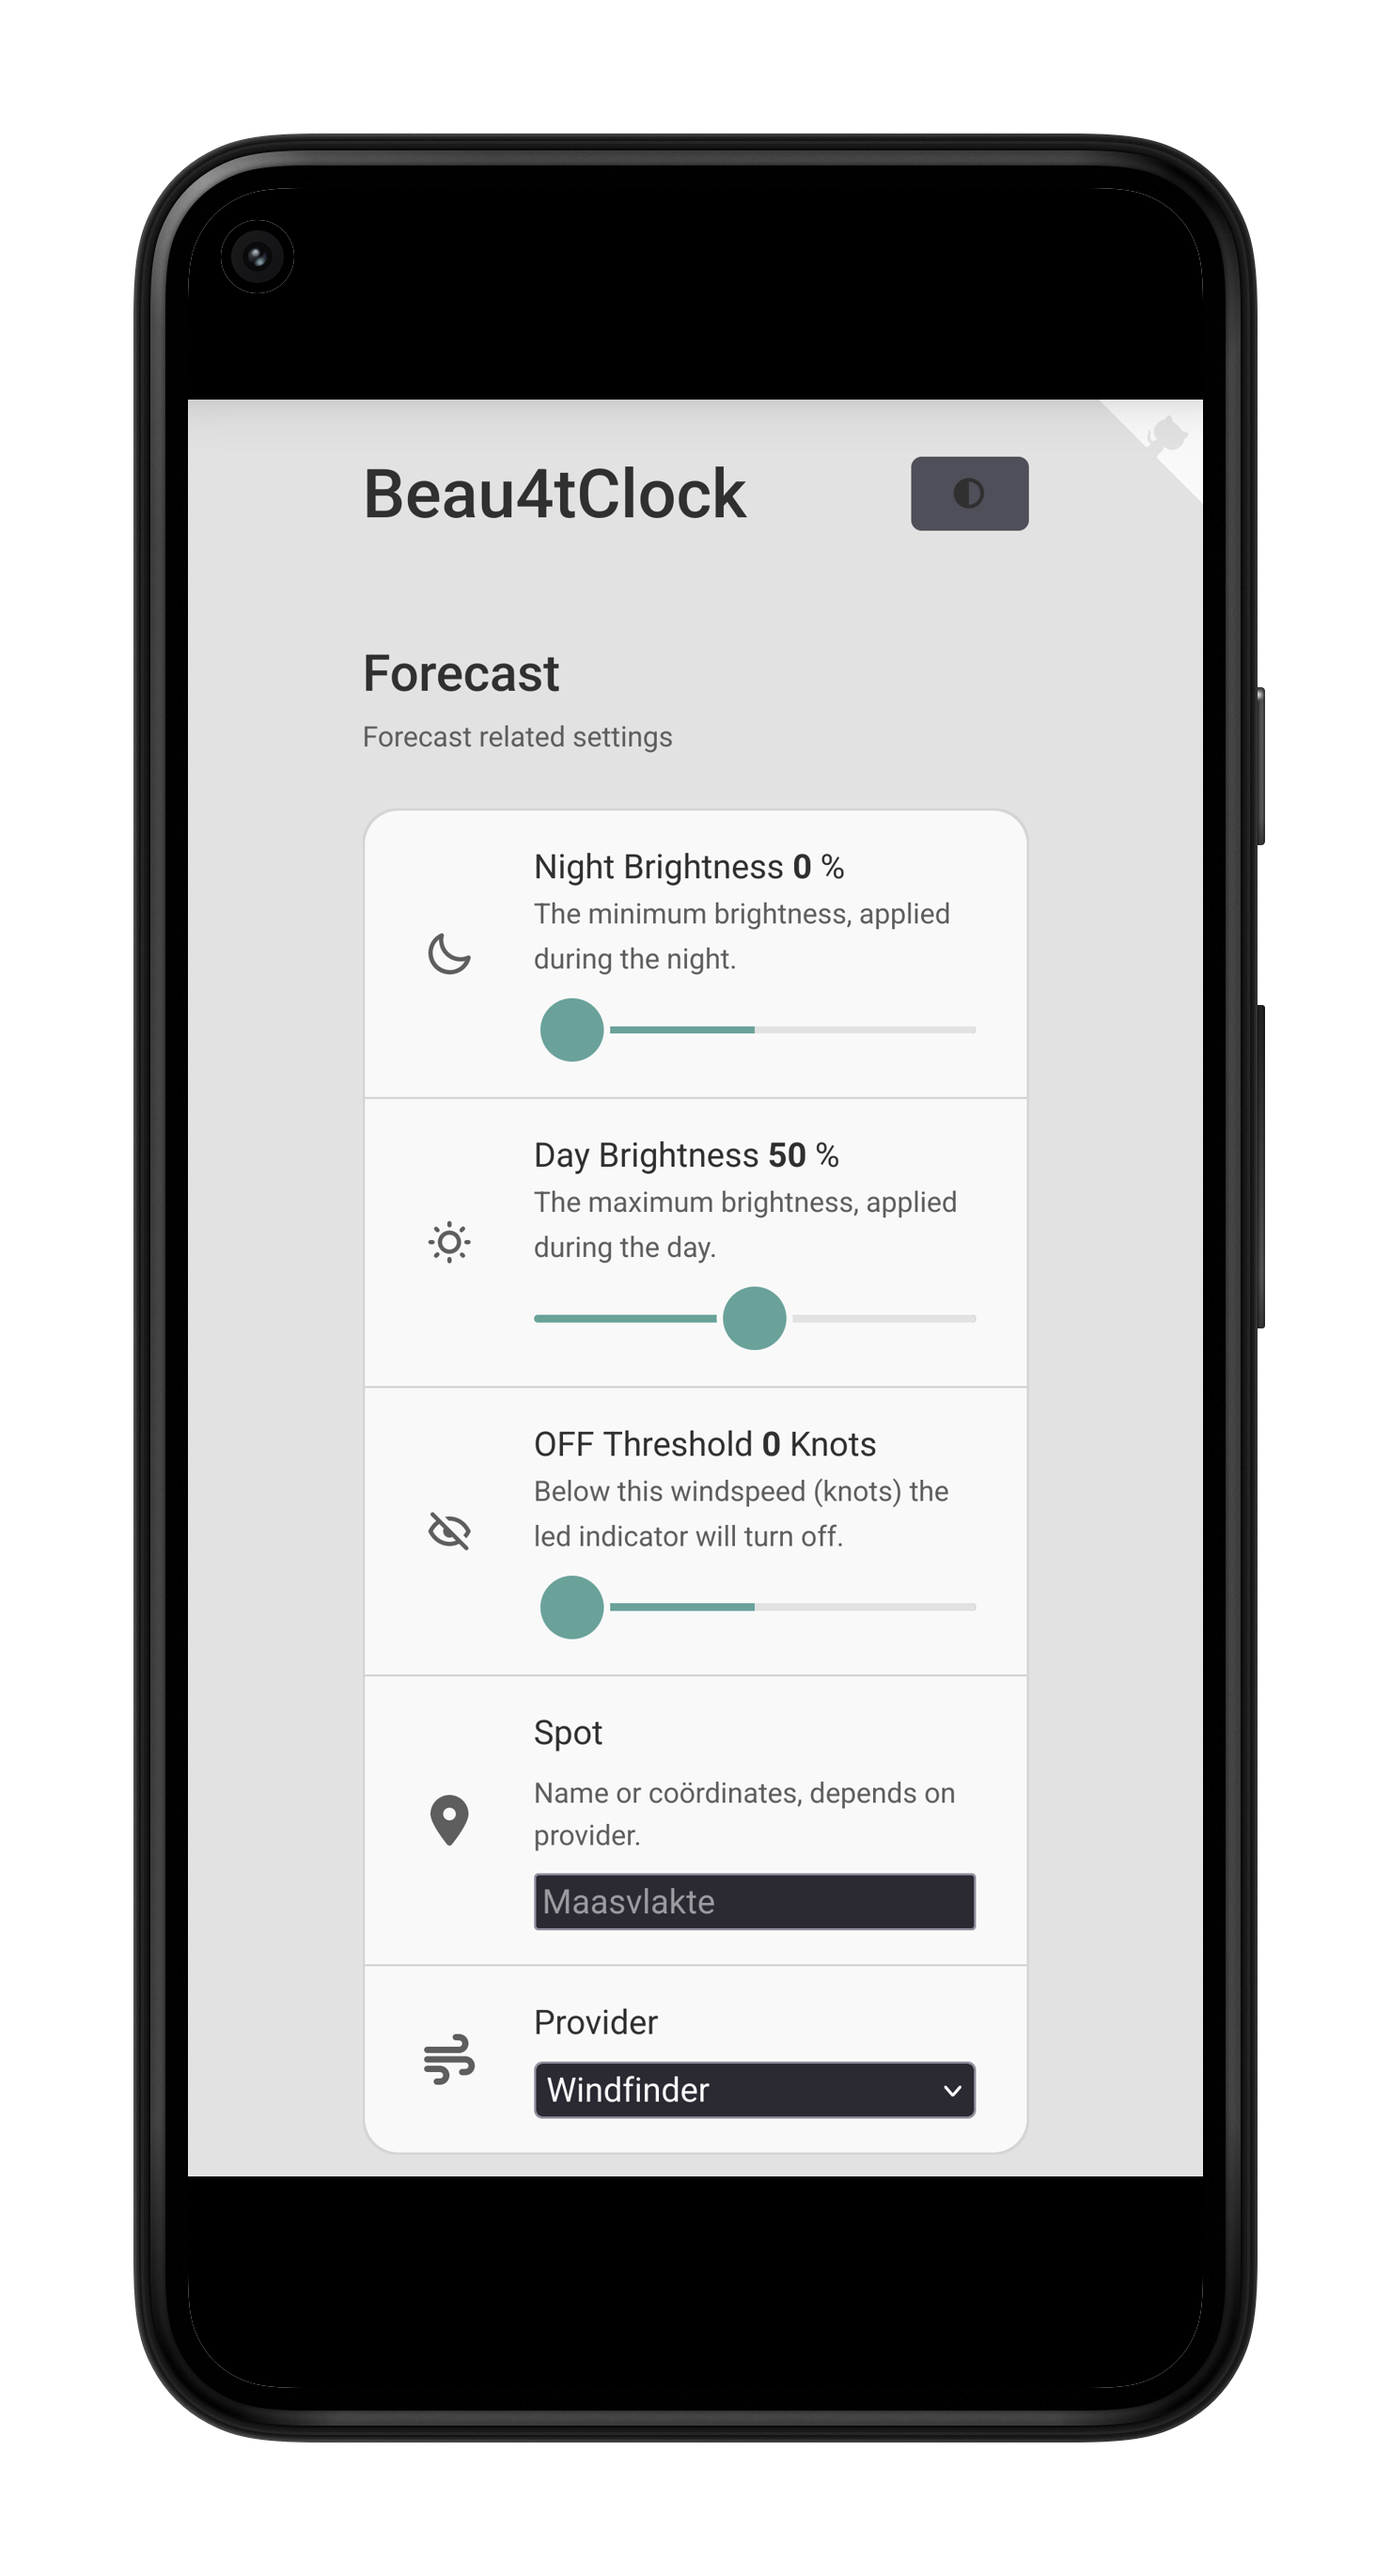 Beau4tClock
Forecast
Forecast related settings
Night Brightness 0 %
The minimum brightness, applied
during the night.
Day Brightness 50 %
The maximum brightness, applied
during the day.
OFF Threshold 0 Knots
Below this windspeed (knots) the
led indicator will turn off.
Spot
Name or coördinates, depends on
provider.
Maasvlakte
Provider
Windfinder